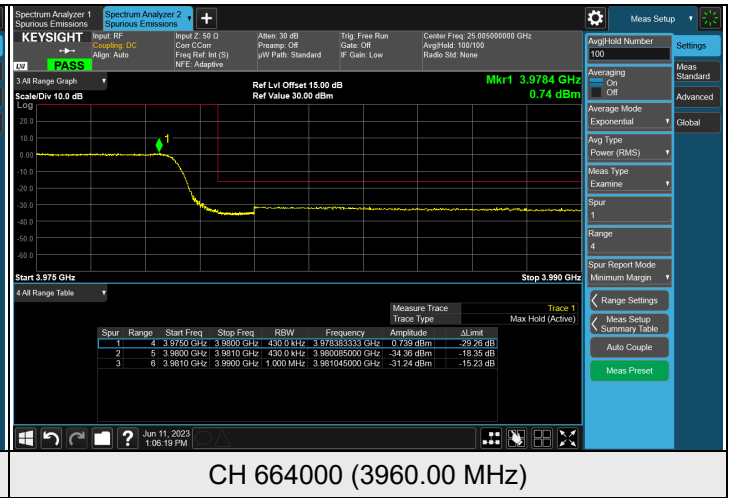 Spectrum Analyzer 1
Spurious Emissions
Spectrum Analyzer 2
Spurious Emissions
+
Meas Setup
KEYSIGHT
LXI
PASS
Input: RF
Coupling: DC
Align: Auto
Input Z: 50 Ω
Corr CCorr
Freq Ref: Int (S)
NFE: Adaptive
Atten: 30 dB
Preamp: Off
µW Path: Standard
Trig: Free Run
Gate: Off
IF Gain: Low
Center Freq: 25.005000000 GHz
Avg|Hold: 100/100
Radio Std: None
3 All Range Graph
Scale/Div 10.0 dB
Ref Lvl Offset 15.00 dB
Ref Value 30.00 dBm
Mkr1 3.9784 GHz
0.74 dBm
Log
20.0
10.0
0.00
-10.0
-20.0
-30.0
-40.0
-50.0
-60.0
1
Start 3.975 GHz
Stop 3.990 GHz
4 All Range Table
Measure Trace Trace 1
Trace Type Max Hold (Active)
Spur Range Start Freq Stop Freq RBW Frequency Amplitude ΔLimit
1 4 3.9750 GHz 3.9800 GHz 430.0 kHz 3.978383333 GHz 0.739 dBm -29.26 dB
2 5 3.9800 GHz 3.9810 GHz 430.0 kHz 3.980085000 GHz -34.36 dBm -18.35 dB
3 6 3.9810 GHz 3.9900 GHz 1.000 MHz 3.981045000 GHz -31.24 dBm -15.23 dB
?
Jun 11, 2023
1:06:19 PM
Avg|Hold Number
100
Averaging
On
Off
Average Mode
Exponential
Avg Type
Power (RMS)
Meas Type
Examine
Spur
1
Range
4
Spur Report Mode
Minimum Margin
Range Settings
Meas Setup
Summary Table
Auto Couple
Meas Preset
Settings
Meas
Standard
Advanced
Global
CH 664000 (3960.00 MHz)